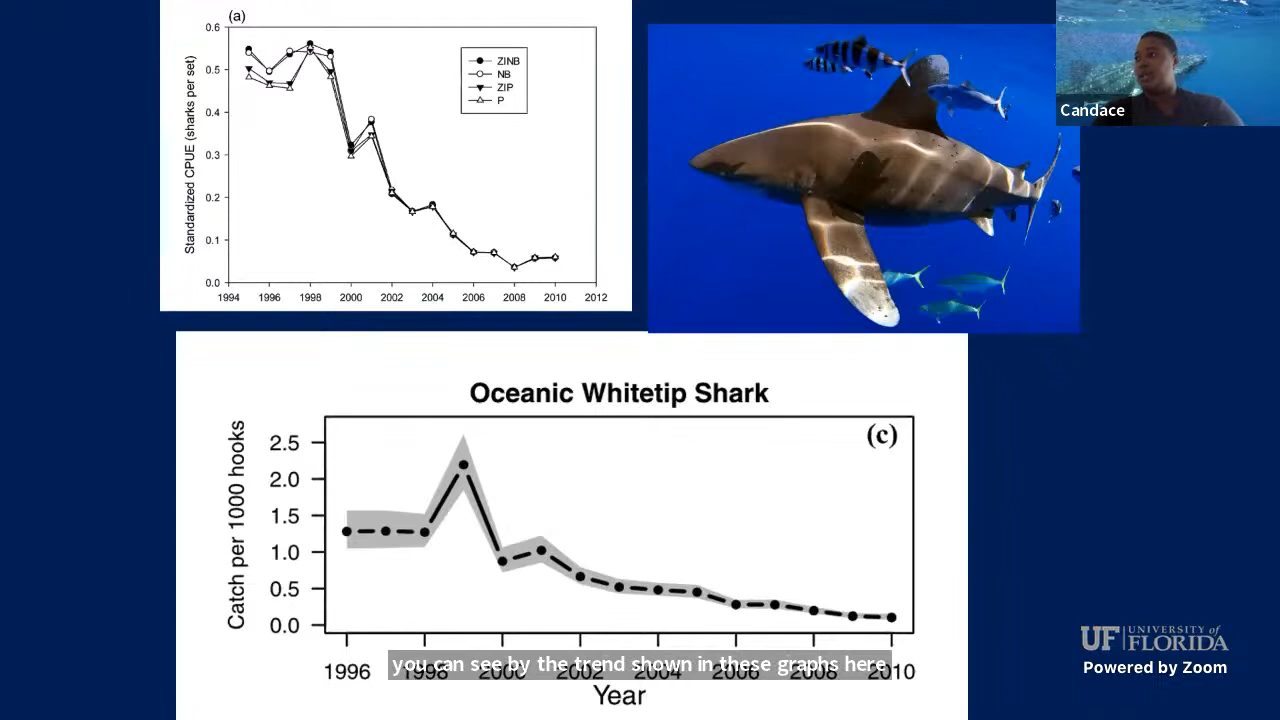 (a)
0.6
0.5
0.4
0.3
0.2
0.1
0.0
Standardized CPUE (sharks per set)
ZINB
NB
ZIP
P
1994 1996 1998 2000 2002 2004 2006 2008 2010 2012
Candace
Oceanic Whitetip Shark
(c)
2.5
2.0
1.5
1.0
0.5
0.0
Catch per 1000 hooks
1996 1998 2000 2002 2004 2006 2008 2010
you can see by the trend shown in these graphs here
Year
UF UNIVERSITY of
FLORIDA
Powered by Zoom